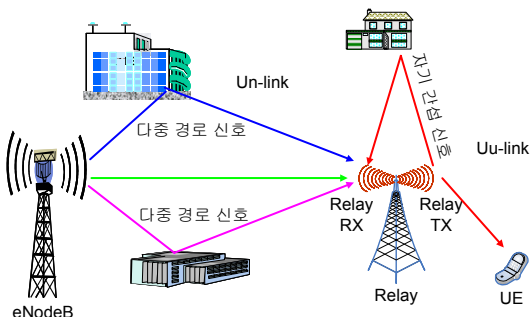 Un-link
다중 경로 신호
자기 간섭 신호
Uu-link
다중 경로 신호
Relay
RX
Relay
TX
eNodeB
Relay
UE